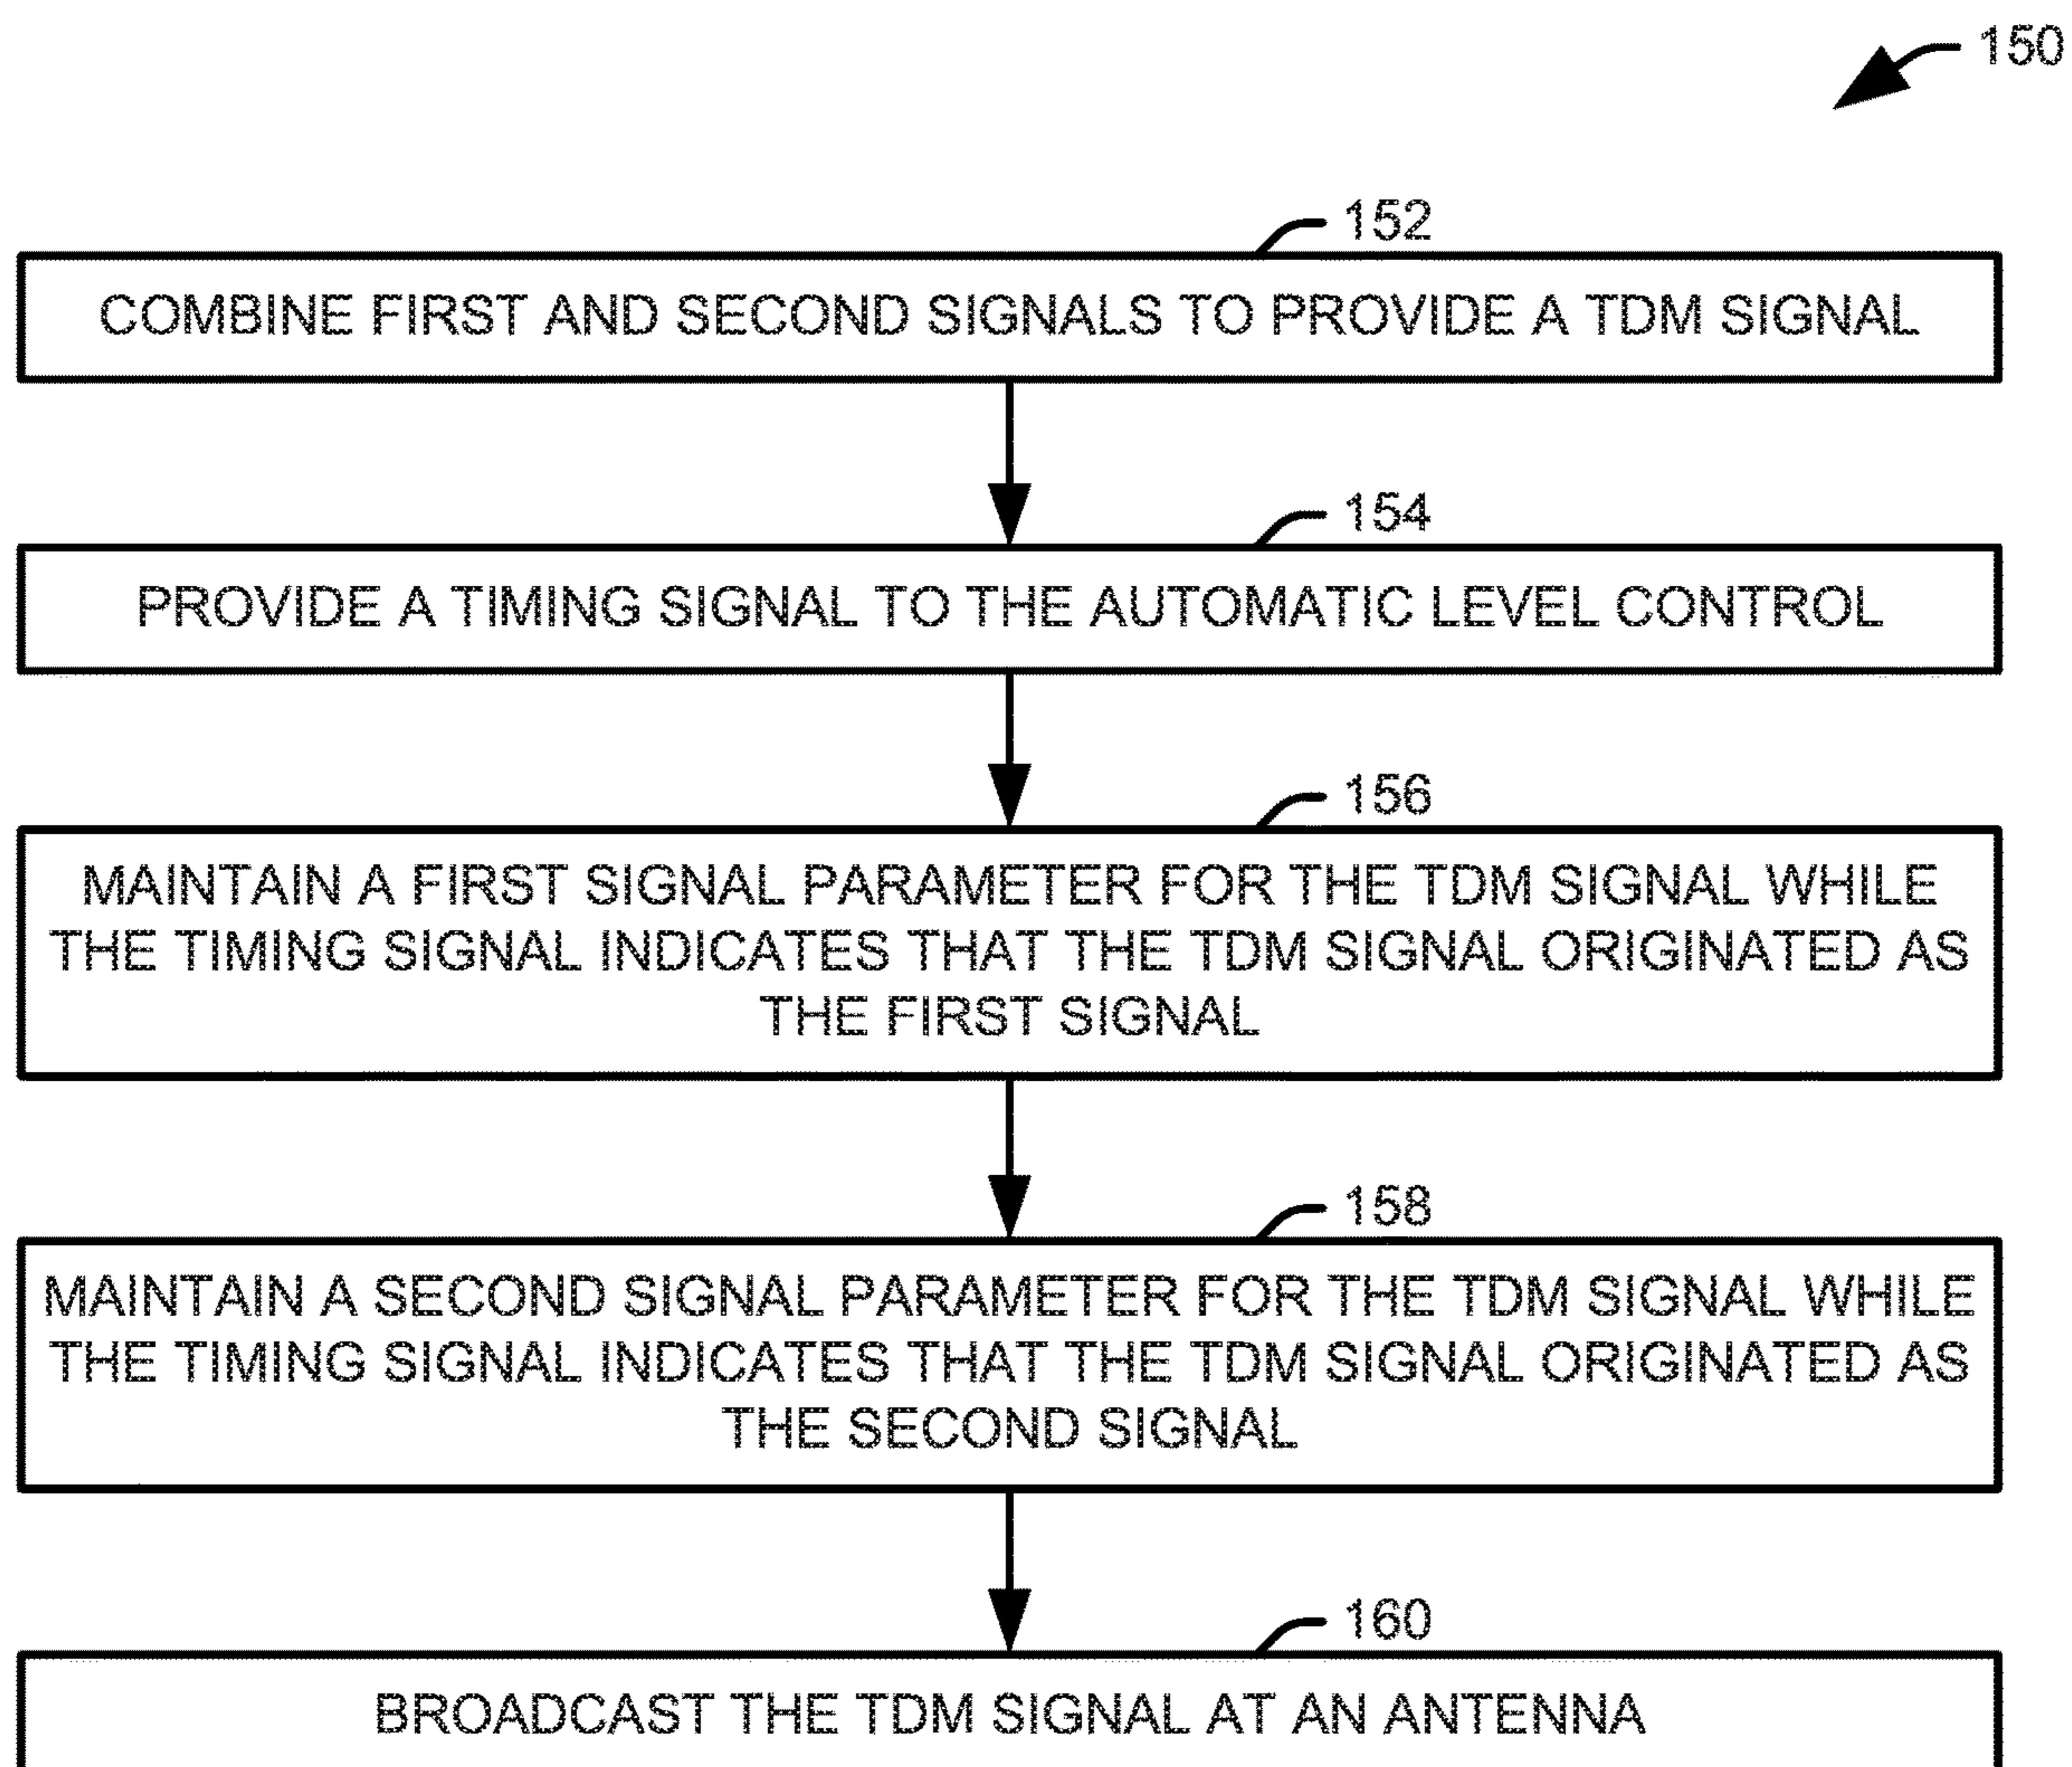 150
152
COMBINE FIRST AND SECOND SIGNALS TO PROVIDE A TDM SIGNAL
154
PROVIDE A TIMING SIGNAL TO THE AUTOMATIC LEVEL CONTROL
156
MAINTAIN A FIRST SIGNAL PARAMETER FOR THE TDM SIGNAL WHILE
THE TIMING SIGNAL INDICATES THAT THE TDM SIGNAL ORIGINATED AS
THE FIRST SIGNAL
158
MAINTAIN A SECOND SIGNAL PARAMETER FOR THE TDM SIGNAL WHILE
THE TIMING SIGNAL INDICATES THAT THE TDM SIGNAL ORIGINATED AS
THE SECOND SIGNAL
160
BROADCAST THE TDM SIGNAL AT AN ANTENNA